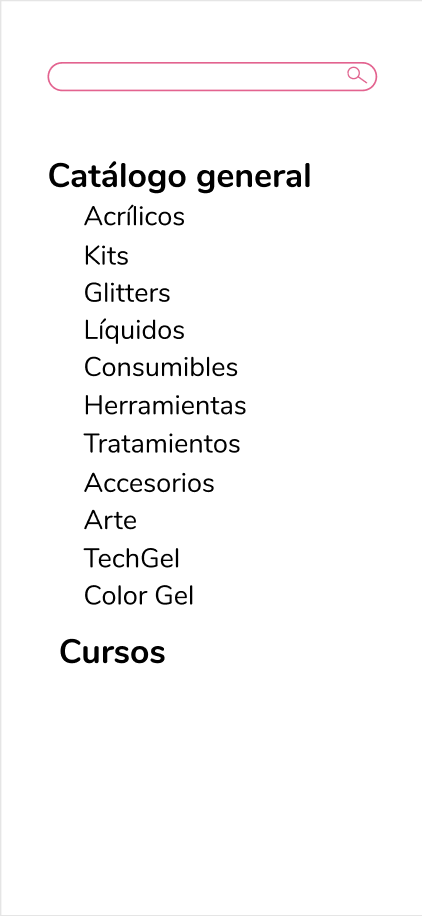 Catálogo general
Acrílicos
Kits
Glitters
Líquidos
Consumibles
Herramientas
Tratamientos
Accesorios
Arte
TechGel
Color Gel
Cursos